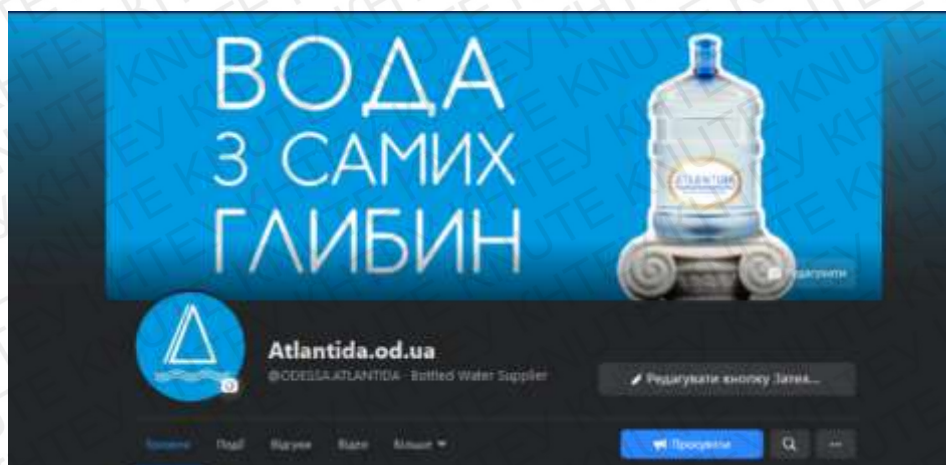 ВОДА
З САМИХ
ГЛИБИН
ATLANTIDA
Редагувати
Atlantida.od.ua
@ODESSA.ATLANTIDA · Bottled Water Supplier
Редагувати кнопку Зателе...
Головна Події Відгуки Відео Більше
Просувати